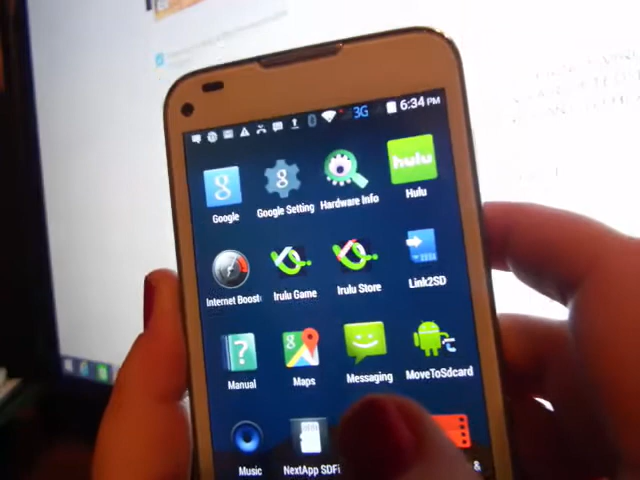 3G 6:34 PM
g g hulu
Google Google Setting Hardware Info Hulu
Internet Boost Irulu Game Irulu Store Link2SD
?
g
Manual Maps Messaging MoveToSdcard
Music NextApp SDFi &